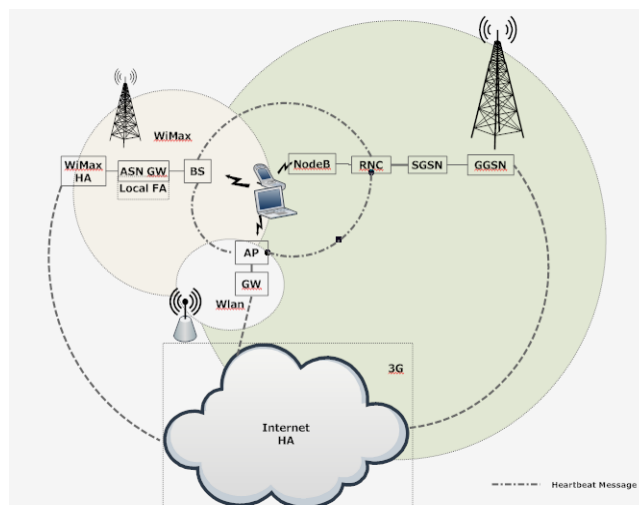 WiMax
WiMax
HA
ASN GW
Local FA
BS
NodeB
RNC
SGSN
GGSN
AP
GW
Wlan
3G
Internet
HA
Heartbeat Message